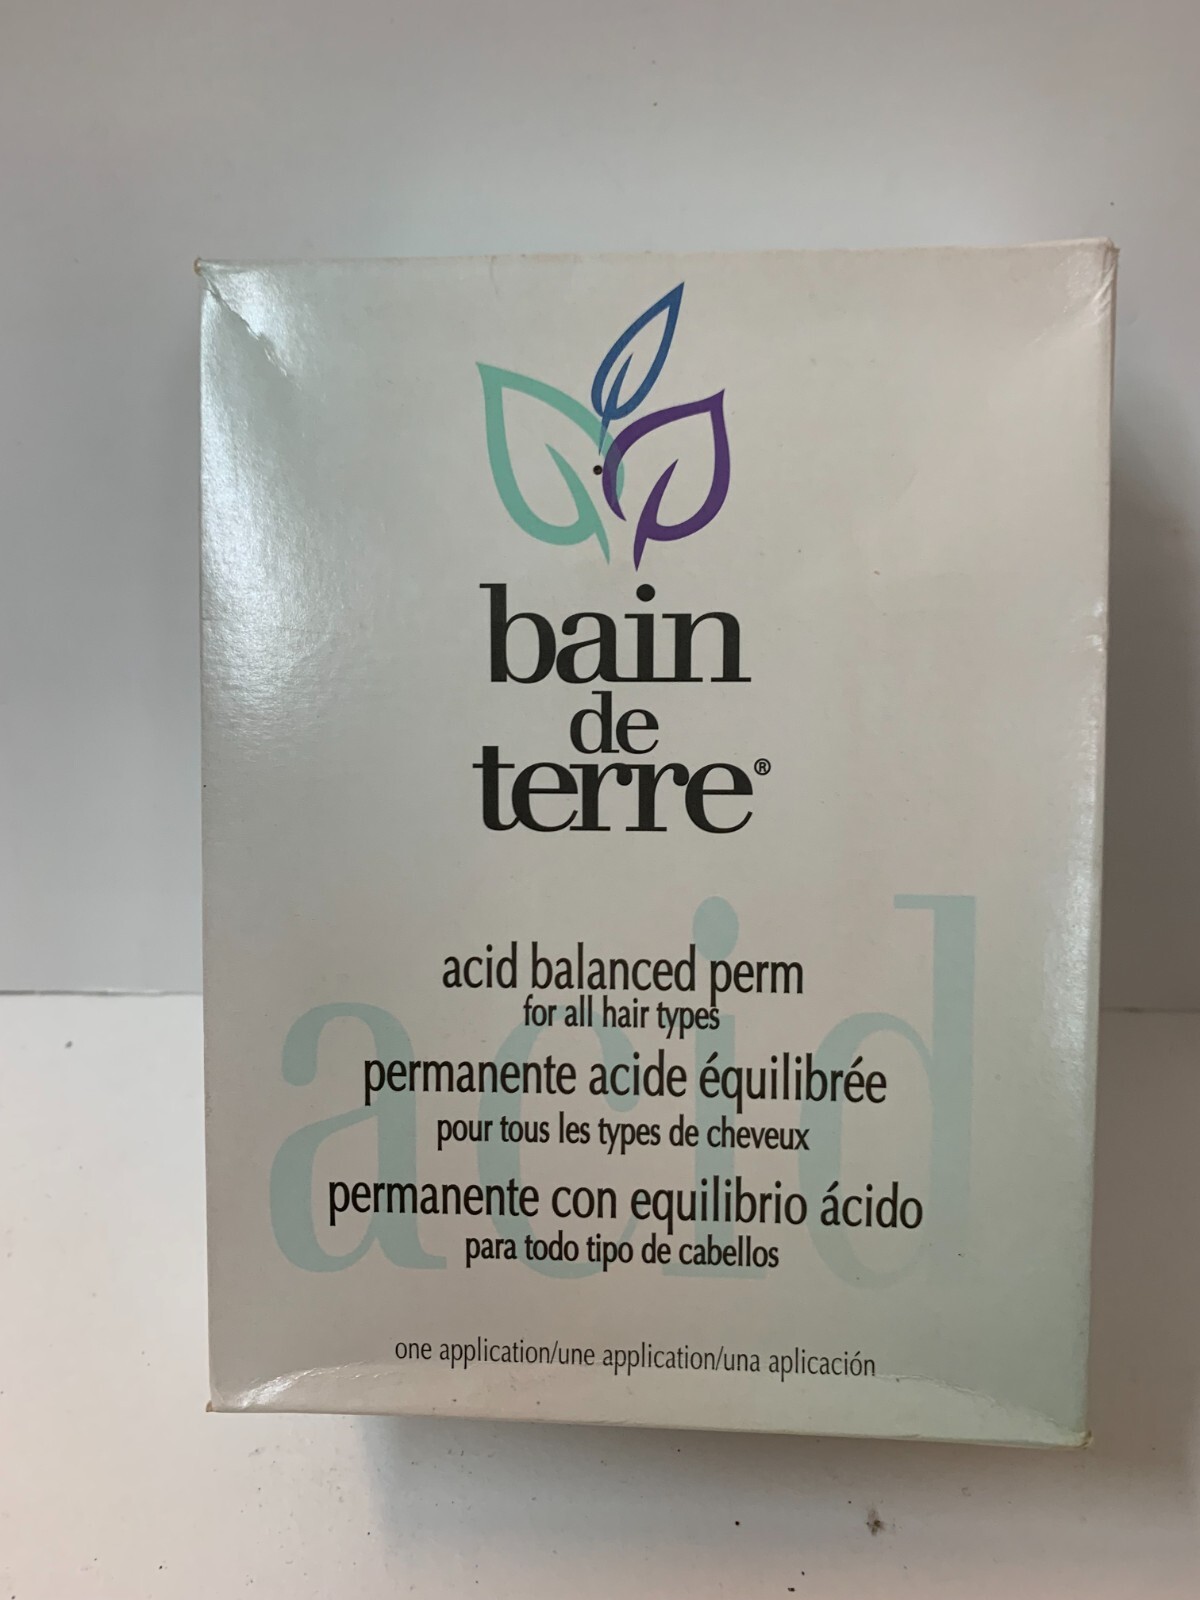 bain
de
terre®
acid
acid balanced perm
for all hair types
permanente acide équilibrée
pour tous les types de cheveux
permanente con equilibrio ácido
para todo tipo de cabellos
one application/une application/una aplicación